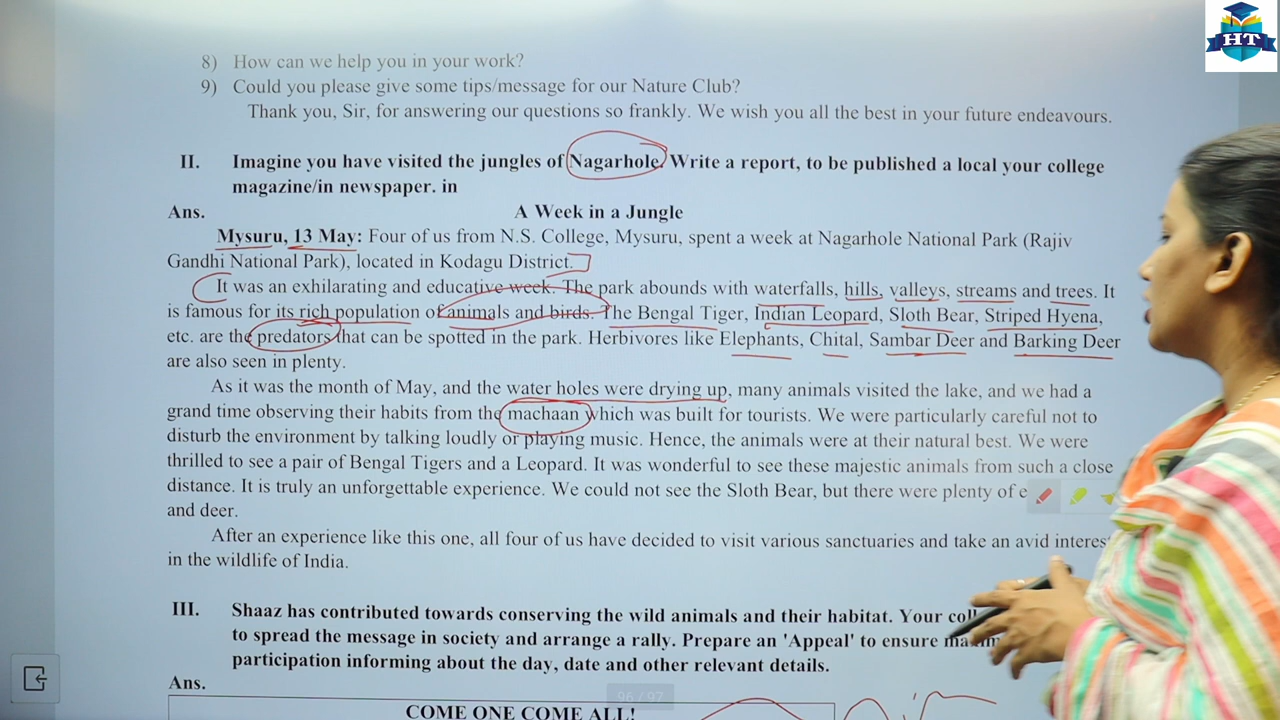 HT
8) How can we help you in your work?
9) Could you please give some tips/message for our Nature Club?
Thank you, Sir, for answering our questions so frankly. We wish you all the best in your future endeavours.
II. Imagine you have visited the jungles of Nagarhole. Write a report, to be published a local your college
magazine/in newspaper. in
Ans. A Week in a Jungle
Mysuru, 13 May: Four of us from N.S. College, Mysuru, spent a week at Nagarhole National Park (Rajiv
Gandhi National Park), located in Kodagu District.
It was an exhilarating and educative week. The park abounds with waterfalls, hills, valleys, streams and trees. It
is famous for its rich population of animals and birds. The Bengal Tiger, Indian Leopard, Sloth Bear, Striped Hyena,
etc. are the predators that can be spotted in the park. Herbivores like Elephants, Chital, Sambar Deer and Barking Deer
are also seen in plenty.
As it was the month of May, and the water holes were drying up, many animals visited the lake, and we had a
grand time observing their habits from the machaan which was built for tourists. We were particularly careful not to
disturb the environment by talking loudly or playing music. Hence, the animals were at their natural best. We were
thrilled to see a pair of Bengal Tigers and a Leopard. It was wonderful to see these majestic animals from such a close
distance. It is truly an unforgettable experience. We could not see the Sloth Bear, but there were plenty of
and deer.
After an experience like this one, all four of us have decided to visit various sanctuaries and take an avid interest
in the wildlife of India.
III. Shaaz has contributed towards conserving the wild animals and their habitat. Your
to spread the message in society and arrange a rally. Prepare an 'Appeal' to ensure
participation informing about the day, date and other relevant details.
Ans.
96 / 97
COME ONE COME ALL!